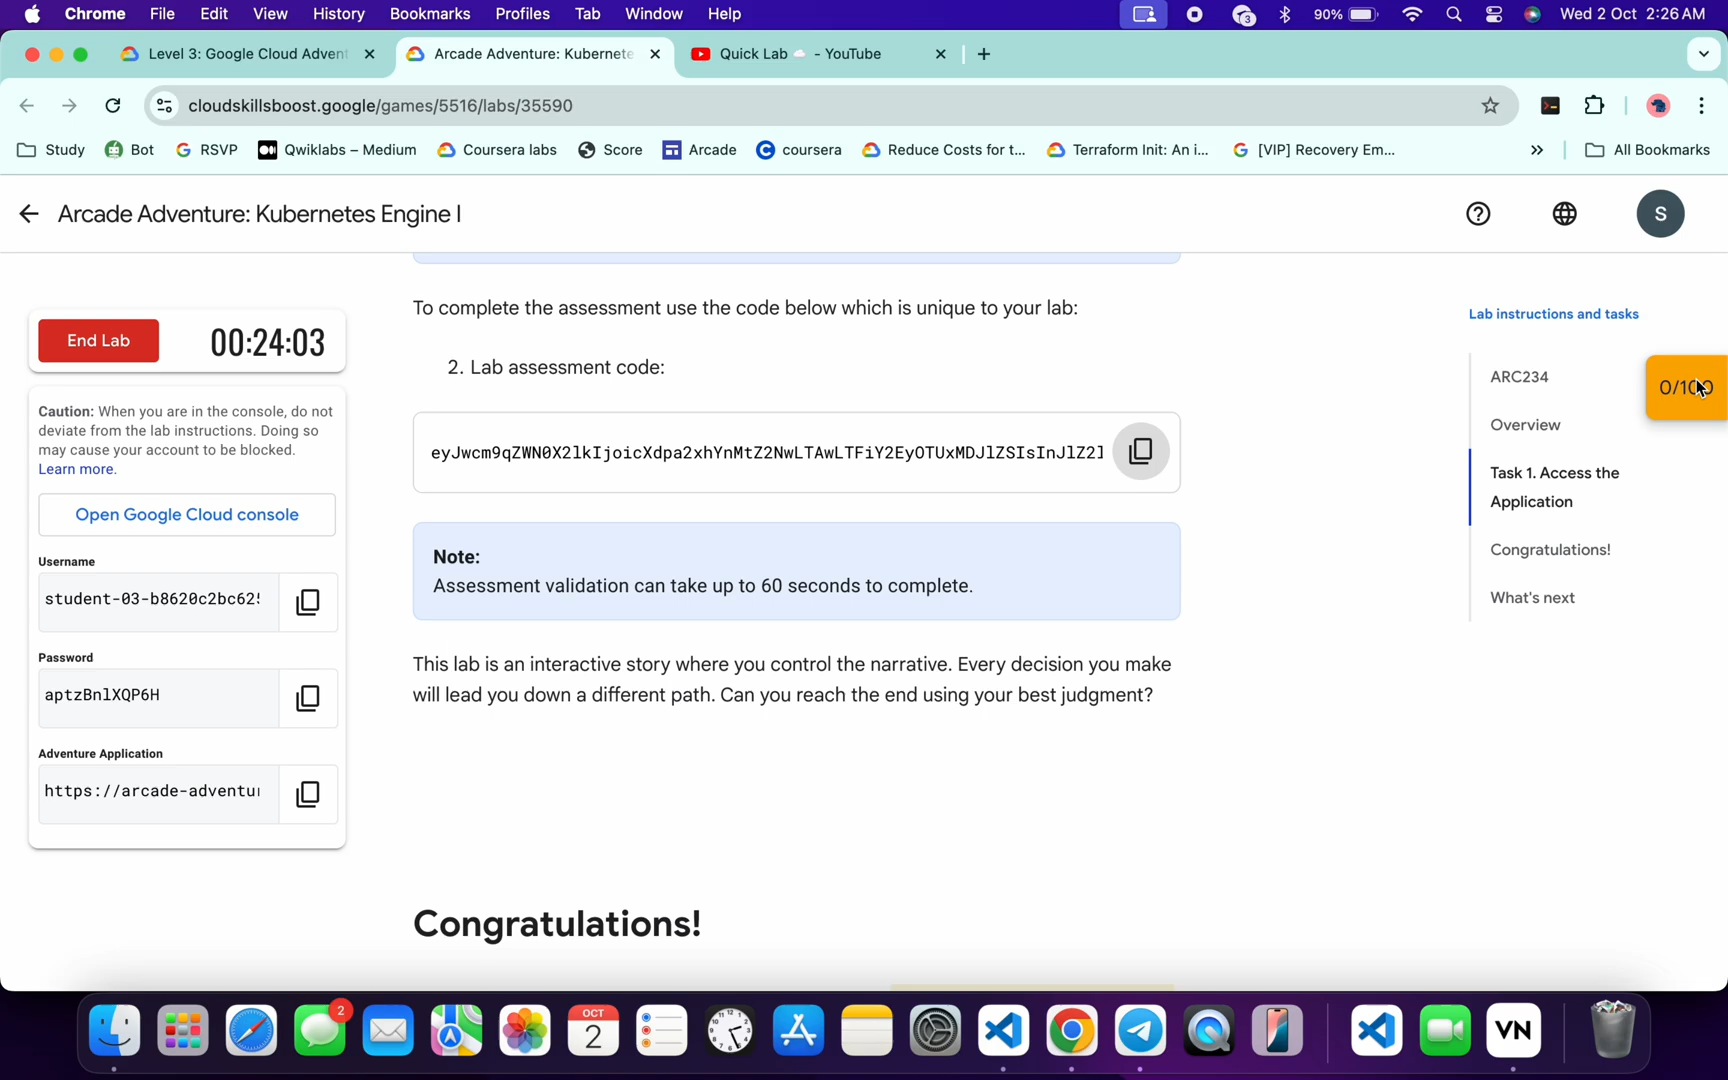 Chrome File Edit View History Bookmarks Profiles Tab Window Help 3 90% Wed 2 Oct 2:26 AM
Level 3: Google Cloud Advent Arcade Adventure: Kubernete Quick Lab - YouTube
cloudskillsboost.google/games/5516/labs/35590
Study Bot RSVP Qwiklabs – Medium Coursera labs Score Arcade coursera Reduce Costs for t... Terraform Init: An i... [VIP] Recovery Em... All Bookmarks
Arcade Adventure: Kubernetes Engine I
S
End Lab
00:24:03
Caution: When you are in the console, do not
deviate from the lab instructions. Doing so
may cause your account to be blocked.
Learn more.
Open Google Cloud console
Username
student-03-b8620c2bc625
Password
aptzBnlXQP6H
Adventure Application
https://arcade-adventu
To complete the assessment use the code below which is unique to your lab:
2. Lab assessment code:
eyJwcm9qZWN0X2lkIjoicXdpa2xhYnMtZ2NwLTAwLTFiY2EyOTUxMDJlZSIsInJlZ2l
Note:
Assessment validation can take up to 60 seconds to complete.
This lab is an interactive story where you control the narrative. Every decision you make
will lead you down a different path. Can you reach the end using your best judgment?
Congratulations!
Lab instructions and tasks
ARC234
Overview
Task 1. Access the
Application
Congratulations!
What's next
0/100
2
OCT
2
VN